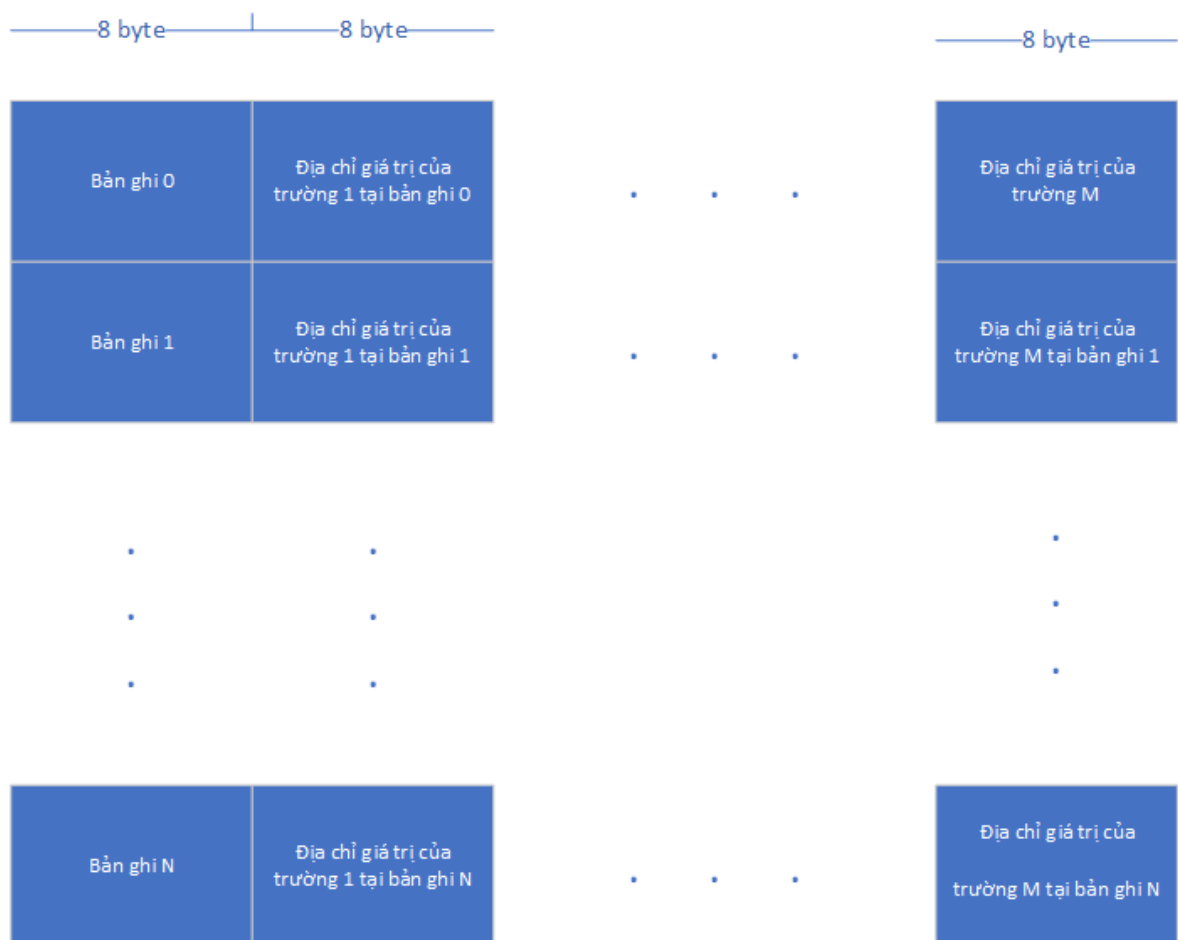 8 byte
8 byte
8 byte
Bản ghi 0
Địa chỉ giá trị của
trường 1 tại bản ghi 0
Địa chỉ giá trị của
trường M
Bản ghi 1
Địa chỉ giá trị của
trường 1 tại bản ghi 1
Địa chỉ giá trị của
trường M tại bản ghi 1
Bản ghi N
Địa chỉ giá trị của
trường 1 tại bản ghi N
Địa chỉ giá trị của
trường M tại bản ghi N